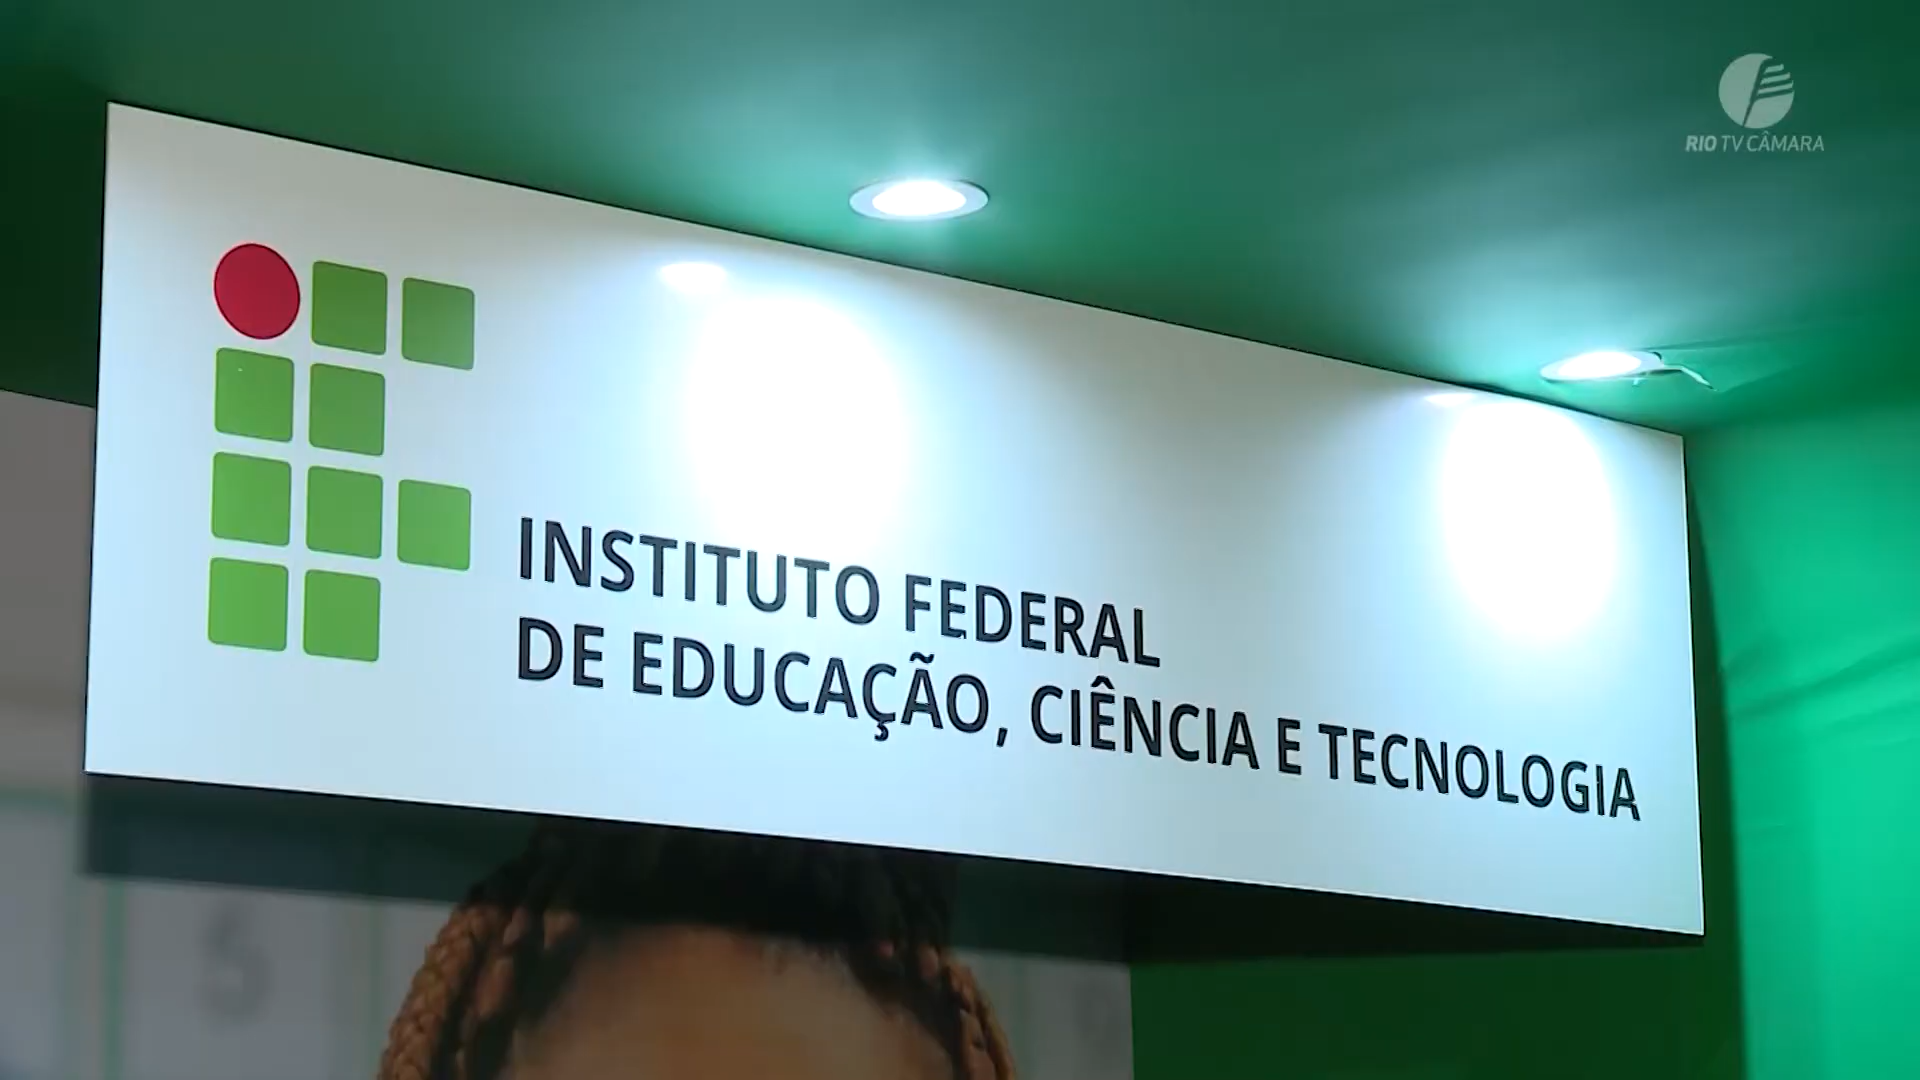 RIO TV CÂMARA
INSTITUTO FEDERAL
DE EDUCAÇÃO, CIÊNCIA E TECNOLOGIA